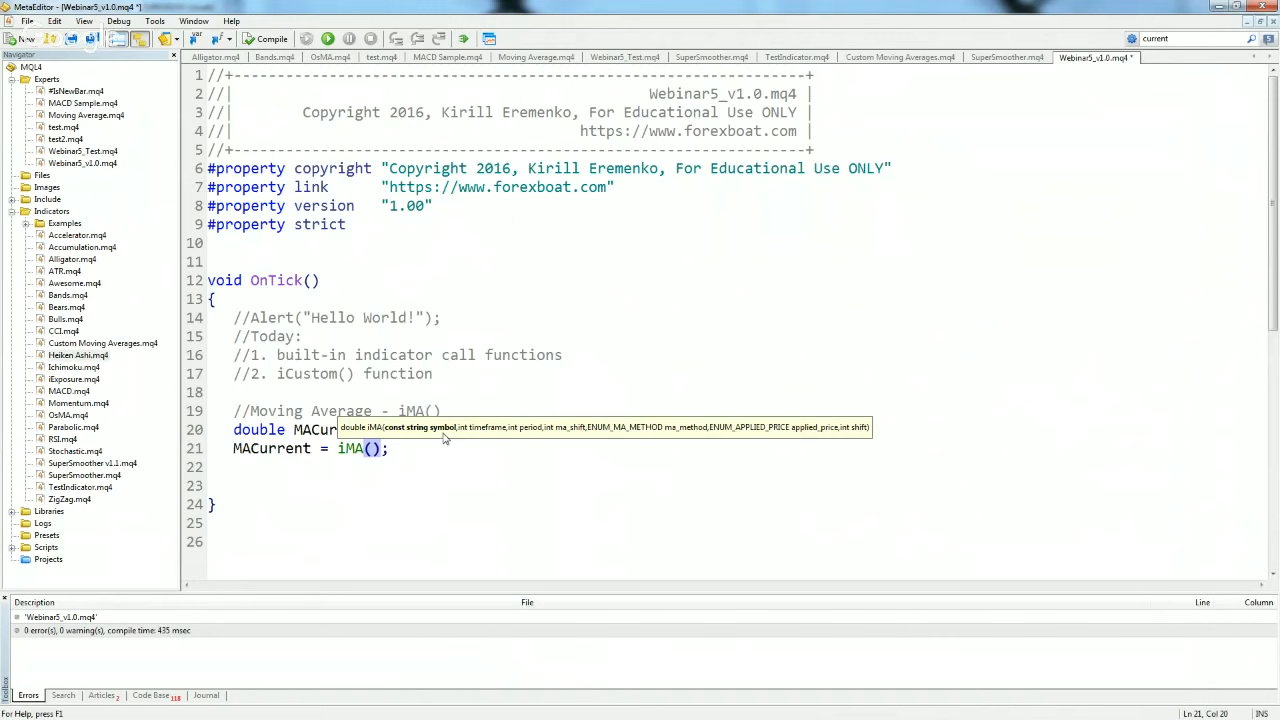 MetaEditor - [Webinar5_v1.0.mq4 *]
File Edit View Debug Tools Window Help
New Compile current
Navigator
MQL4
Experts
#IsNewBar.mq4
MACD Sample.mq4
Moving Average.mq4
test.mq4
test2.mq4
Webinar5_Test.mq4
Webinar5_v1.0.mq4
Files
Images
Include
Indicators
Examples
Accelerator.mq4
Accumulation.mq4
Alligator.mq4
ATR.mq4
Awesome.mq4
Bands.mq4
Bears.mq4
Bulls.mq4
CCI.mq4
Custom Moving Averages.mq4
Heiken Ashi.mq4
Ichimoku.mq4
iExposure.mq4
MACD.mq4
Momentum.mq4
OsMA.mq4
Parabolic.mq4
RSI.mq4
Stochastic.mq4
SuperSmoother v1.1.mq4
SuperSmoother.mq4
TestIndicator.mq4
ZigZag.mq4
Libraries
Logs
Presets
Scripts
Projects
Alligator.mq4 Bands.mq4 OsMA.mq4 test.mq4 MACD Sample.mq4 Moving Average.mq4 Webinar5_Test.mq4 SuperSmoother.mq4 TestIndicator.mq4 Custom Moving Averages.mq4 SuperSmoother.mq4 Webinar5_v1.0.mq4 *
1 //+------------------------------------------------------------------+
2 //| Webinar5_v1.0.mq4 |
3 //| Copyright 2016, Kirill Eremenko, For Educational Use ONLY |
4 //| https://www.forexboat.com |
5 //+------------------------------------------------------------------+
6 #property copyright "Copyright 2016, Kirill Eremenko, For Educational Use ONLY"
7 #property link "https://www.forexboat.com"
8 #property version "1.00"
9 #property strict
10
11
12 void OnTick()
13 {
14 //Alert("Hello World!");
15 //Today:
16 //1. built-in indicator call functions
17 //2. iCustom() function
18
19 //Moving Average - iMA()
20 double MACur
double iMA(const string symbol,int timeframe,int period,int ma_shift,ENUM_MA_METHOD ma_method,ENUM_APPLIED_PRICE applied_price,int shift)
21 MACurrent = iMA();
22
23
24 }
25
26
Description File Line Column
'Webinar5_v1.0.mq4'
0 error(s), 0 warning(s), compile time: 435 msec
Toolbox
Errors Search Articles 2 Code Base 118 Journal
For Help, press F1 Ln 21, Col 20 INS